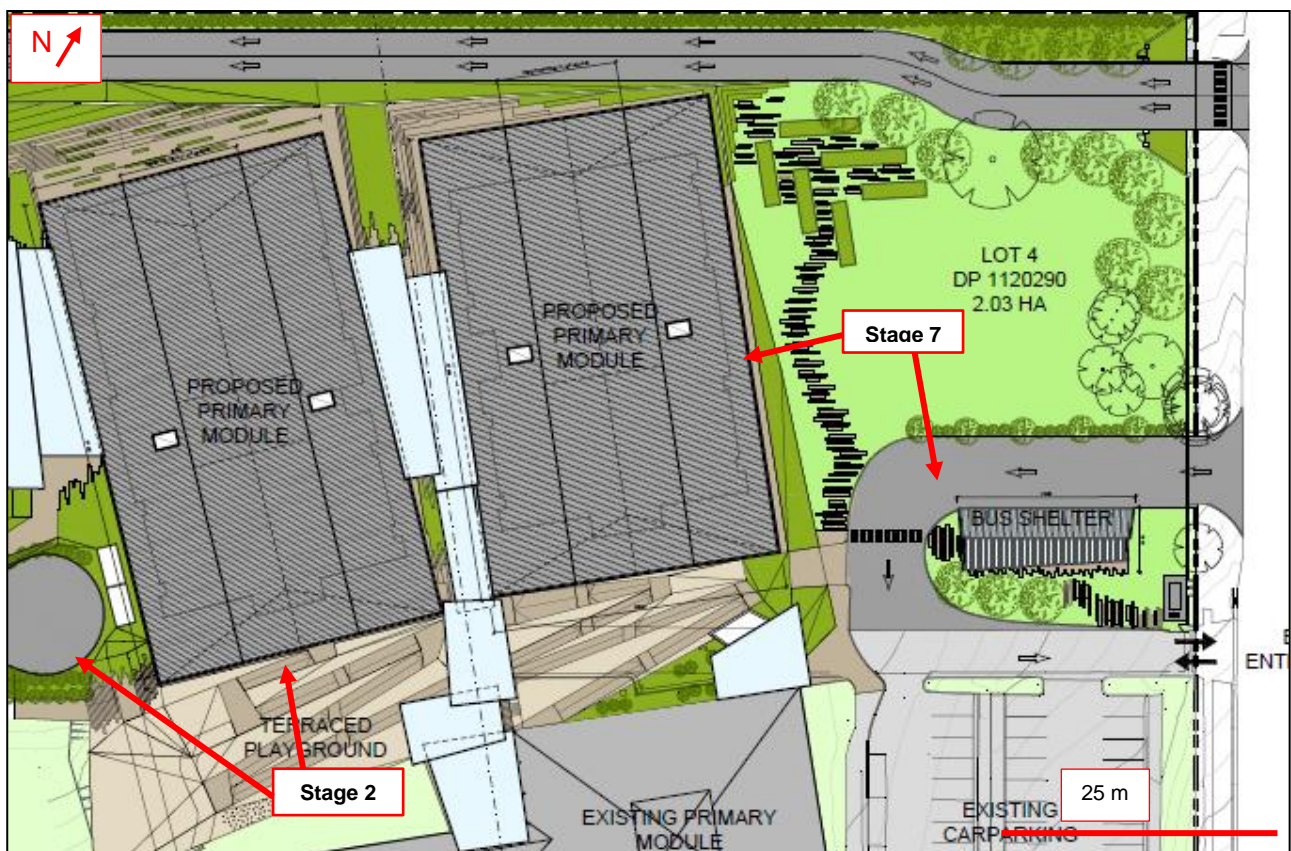 N
LOT 4
DP 1120290
2.03 HA
PROPOSED
PRIMARY
MODULE
Stage 7
PROPOSED
PRIMARY
MODULE
BUS SHELTER
ENT
TERRACED
PLAYGROUND
Stage 2
25 m
EXISTING PRIMARY
MODULE
EXISTING
CARPARKING